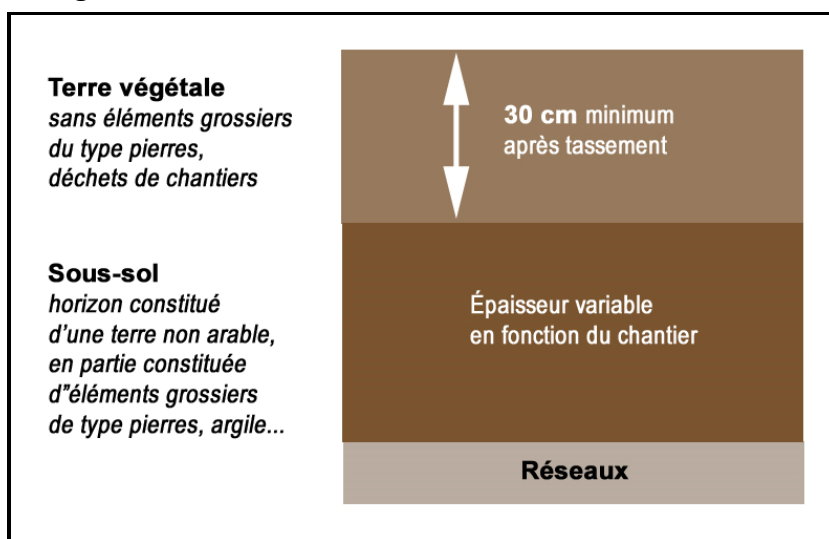 Terre végétale
sans éléments grossiers
du type pierres,
déchets de chantiers
30 cm minimum
après tassement
Sous-sol
horizon constitué
d'une terre non arable,
en partie constituée
d"éléments grossiers
de type pierres, argile...
Épaisseur variable
en fonction du chantier
Réseaux